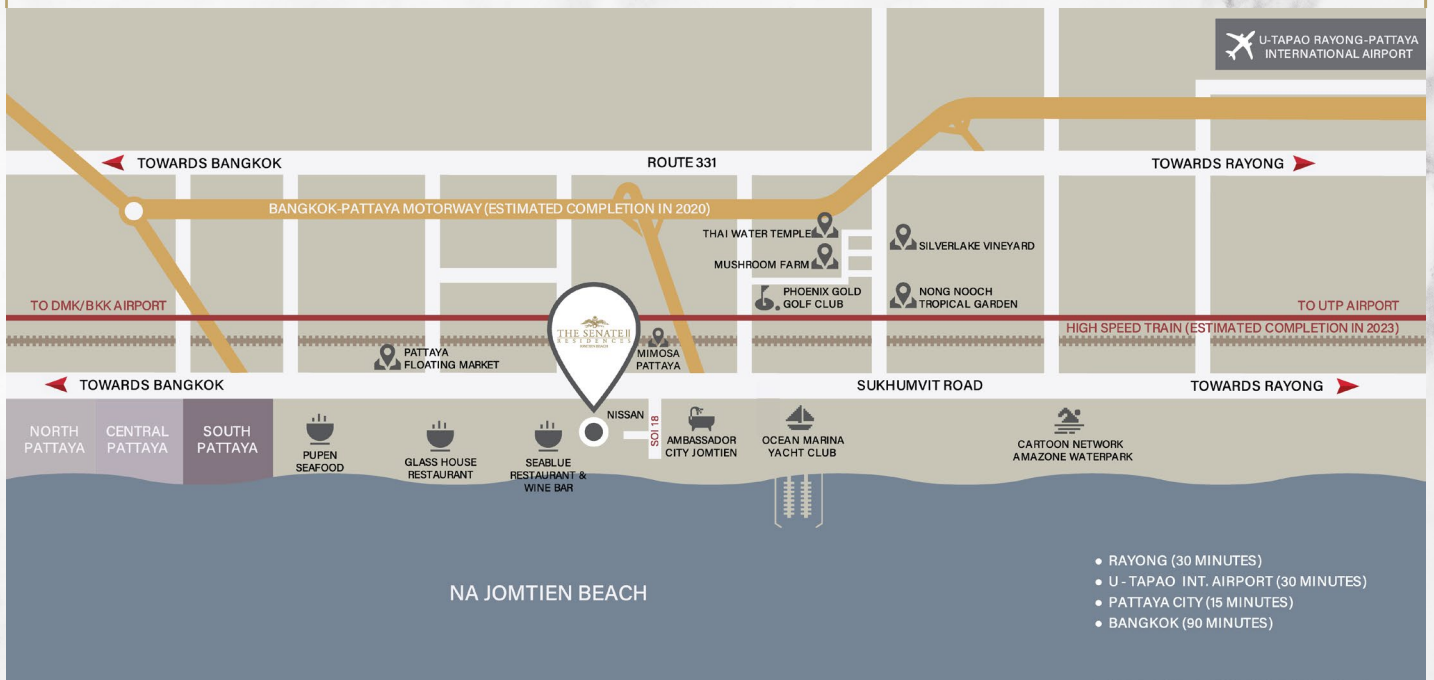 U-TAPAO RAYONG-PATTAYA
INTERNATIONAL AIRPORT
TOWARDS BANGKOK
ROUTE 331
TOWARDS RAYONG
BANGKOK-PATTAYA MOTORWAY (ESTIMATED COMPLETION IN 2020)
THAI WATER TEMPLE
SILVERLAKE VINEYARD
MUSHROOM FARM
PHOENIX GOLD
GOLF CLUB
NONG NOOCH
TROPICAL GARDEN
TO DMK/BKK AIRPORT
TO UTP AIRPORT
HIGH SPEED TRAIN (ESTIMATED COMPLETION IN 2023)
THE SENATE II
RESIDENCES
PATTAYA
FLOATING MARKET
MIMOSA
PATTAYA
TOWARDS BANGKOK
SUKHUMVIT ROAD
TOWARDS RAYONG
NORTH
PATTAYA
CENTRAL
PATTAYA
SOUTH
PATTAYA
PUPEN
SEAFOOD
GLASS HOUSE
RESTAURANT
SEABLUE
RESTAURANT &
WINE BAR
NISSAN
SOI 18
AMBASSADOR
CITY JOMTIEN
OCEAN MARINA
YACHT CLUB
CARTOON NETWORK
AMAZONE WATERPARK
NA JOMTIEN BEACH
● RAYONG (30 MINUTES)
● U - TAPAO INT. AIRPORT (30 MINUTES)
● PATTAYA CITY (15 MINUTES)
● BANGKOK (90 MINUTES)